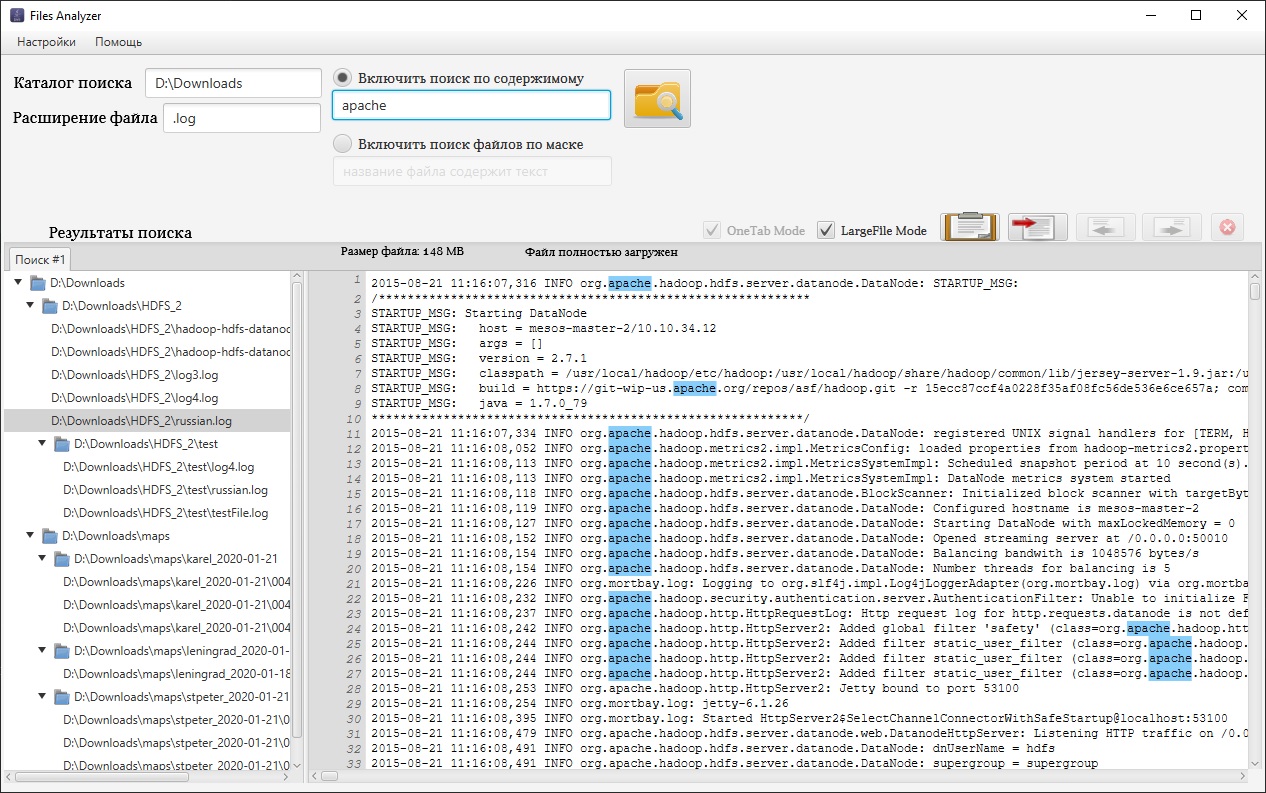 Files Analyzer
Настройки Помощь
Каталог поиска D:\Downloads
Включить поиск по содержимому
apache
Расширение файла .log
Включить поиск файлов по маске
название файла содержит текст
Результаты поиска
OneTab Mode LargeFile Mode
Поиск #1
Размер файла: 148 MB Файл полностью загружен
D:\Downloads
D:\Downloads\HDFS_2
D:\Downloads\HDFS_2\hadoop-hdfs-datanod
D:\Downloads\HDFS_2\hadoop-hdfs-datanod
D:\Downloads\HDFS_2\log3.log
D:\Downloads\HDFS_2\log4.log
D:\Downloads\HDFS_2\russian.log
D:\Downloads\HDFS_2\test
D:\Downloads\HDFS_2\test\log4.log
D:\Downloads\HDFS_2\test\russian.log
D:\Downloads\HDFS_2\test\testFile.log
D:\Downloads\maps
D:\Downloads\maps\karel_2020-01-21
D:\Downloads\maps\karel_2020-01-21\004
D:\Downloads\maps\karel_2020-01-21\004
D:\Downloads\maps\karel_2020-01-21\004
D:\Downloads\maps\leningrad_2020-01-
D:\Downloads\maps\leningrad_2020-01-18
D:\Downloads\maps\stpeter_2020-01-21
D:\Downloads\maps\stpeter_2020-01-21\0
D:\Downloads\maps\stpeter_2020-01-21\0
D:\Downloads\maps\stpeter_2020-01-21\0
1 2015-08-21 11:16:07,316 INFO org.apache.hadoop.hdfs.server.datanode.DataNode: STARTUP_MSG:
2 /************************************************************
3 STARTUP_MSG: Starting DataNode
4 STARTUP_MSG:   host = mesos-master-2/10.10.34.12
5 STARTUP_MSG:   args = []
6 STARTUP_MSG:   version = 2.7.1
7 STARTUP_MSG:   classpath = /usr/local/hadoop/etc/hadoop:/usr/local/hadoop/share/hadoop/common/lib/jersey-server-1.9.jar:/u
8 STARTUP_MSG:   build = https://git-wip-us.apache.org/repos/asf/hadoop.git -r 15ecc87ccf4a0228f35af08fc56de536e6ce657a; com
9 STARTUP_MSG:   java = 1.7.0_79
10 ************************************************************/
11 2015-08-21 11:16:07,334 INFO org.apache.hadoop.hdfs.server.datanode.DataNode: registered UNIX signal handlers for [TERM, H
12 2015-08-21 11:16:08,052 INFO org.apache.hadoop.metrics2.impl.MetricsConfig: loaded properties from hadoop-metrics2.propert
13 2015-08-21 11:16:08,113 INFO org.apache.hadoop.metrics2.impl.MetricsSystemImpl: Scheduled snapshot period at 10 second(s).
14 2015-08-21 11:16:08,113 INFO org.apache.hadoop.metrics2.impl.MetricsSystemImpl: DataNode metrics system started
15 2015-08-21 11:16:08,118 INFO org.apache.hadoop.hdfs.server.datanode.BlockScanner: Initialized block scanner with targetByt
16 2015-08-21 11:16:08,119 INFO org.apache.hadoop.hdfs.server.datanode.DataNode: Configured hostname is mesos-master-2
17 2015-08-21 11:16:08,127 INFO org.apache.hadoop.hdfs.server.datanode.DataNode: Starting DataNode with maxLockedMemory = 0
18 2015-08-21 11:16:08,152 INFO org.apache.hadoop.hdfs.server.datanode.DataNode: Opened streaming server at /0.0.0.0:50010
19 2015-08-21 11:16:08,154 INFO org.apache.hadoop.hdfs.server.datanode.DataNode: Balancing bandwith is 1048576 bytes/s
20 2015-08-21 11:16:08,154 INFO org.apache.hadoop.hdfs.server.datanode.DataNode: Number threads for balancing is 5
21 2015-08-21 11:16:08,226 INFO org.mortbay.log: Logging to org.slf4j.impl.Log4jLoggerAdapter(org.mortbay.log) via org.mortba
22 2015-08-21 11:16:08,232 INFO org.apache.hadoop.security.authentication.server.AuthenticationFilter: Unable to initialize F
23 2015-08-21 11:16:08,237 INFO org.apache.hadoop.http.HttpRequestLog: Http request log for http.requests.datanode is not def
24 2015-08-21 11:16:08,242 INFO org.apache.hadoop.http.HttpServer2: Added global filter 'safety' (class=org.apache.hadoop.htt
25 2015-08-21 11:16:08,244 INFO org.apache.hadoop.http.HttpServer2: Added filter static_user_filter (class=org.apache.hadoop.
26 2015-08-21 11:16:08,244 INFO org.apache.hadoop.http.HttpServer2: Added filter static_user_filter (class=org.apache.hadoop.
27 2015-08-21 11:16:08,244 INFO org.apache.hadoop.http.HttpServer2: Added filter static_user_filter (class=org.apache.hadoop.
28 2015-08-21 11:16:08,253 INFO org.apache.hadoop.http.HttpServer2: Jetty bound to port 53100
29 2015-08-21 11:16:08,254 INFO org.mortbay.log: jetty-6.1.26
30 2015-08-21 11:16:08,395 INFO org.mortbay.log: Started HttpServer2$SelectChannelConnectorWithSafeStartup@localhost:53100
31 2015-08-21 11:16:08,479 INFO org.apache.hadoop.hdfs.server.datanode.web.DatanodeHttpServer: Listening HTTP traffic on /0.0
32 2015-08-21 11:16:08,491 INFO org.apache.hadoop.hdfs.server.datanode.DataNode: dnUserName = hdfs
33 2015-08-21 11:16:08,491 INFO org.apache.hadoop.hdfs.server.datanode.DataNode: supergroup = supergroup